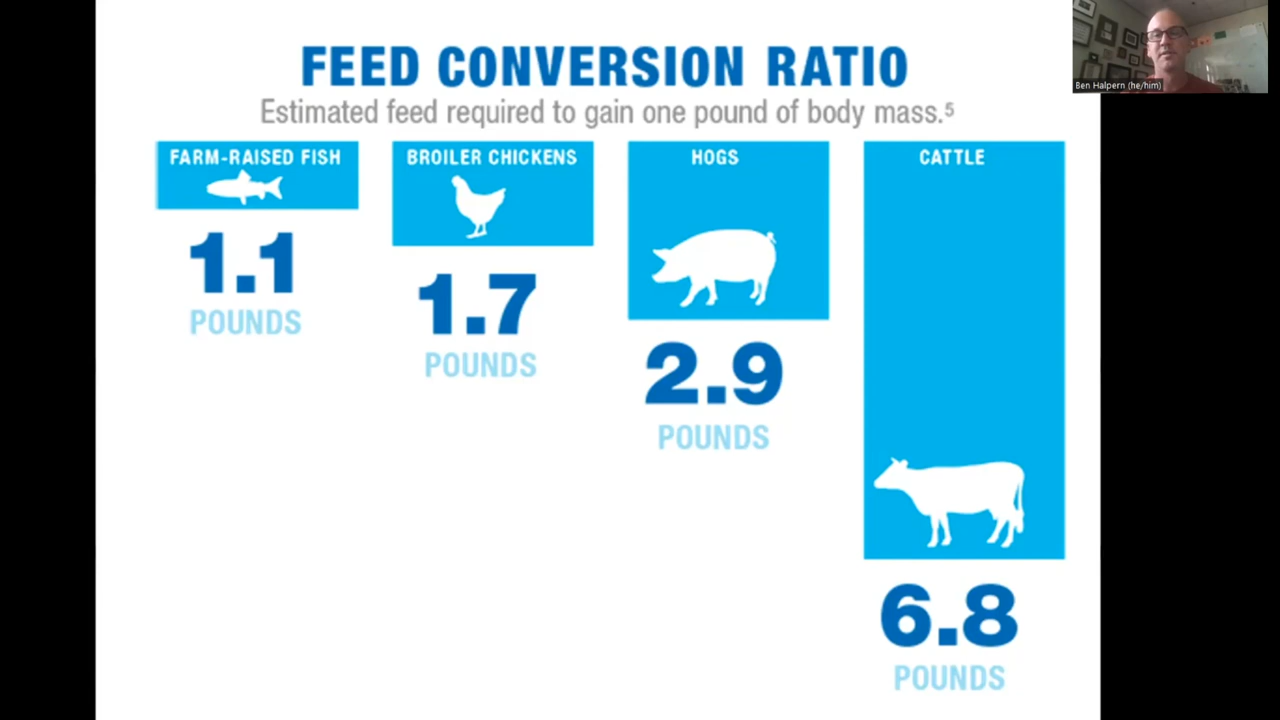 FEED CONVERSION RATIO
Estimated feed required to gain one pound of body mass.⁵
FARM-RAISED FISH
1.1
POUNDS
BROILER CHICKENS
1.7
POUNDS
HOGS
2.9
POUNDS
CATTLE
6.8
POUNDS
Ben Halpern (he/him)